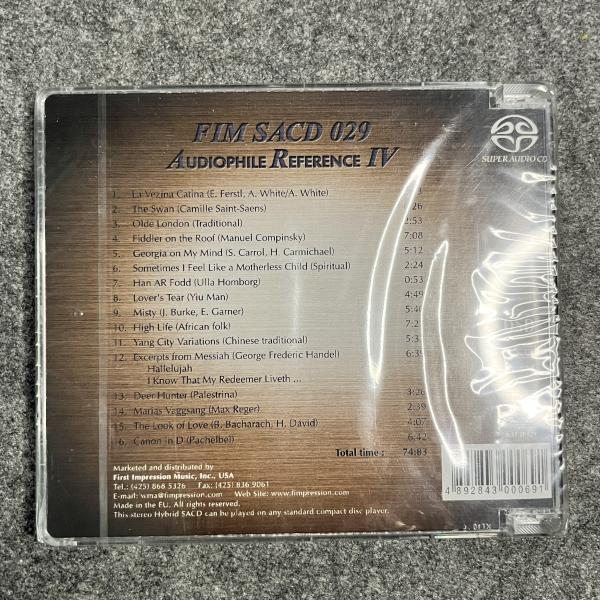 FIM SACD 029
AUDIOPHILE REFERENCE IV
SUPER AUDIO CD
1. La Vezina Catina (E. Ferstl, A. White/A. White)
2. The Swan (Camille Saint-Saens) :26
3. Olde London (Traditional) 2:53
4. Fiddler on the Roof (Manuel Compinsky) 7:08
5. Georgia on My Mind (S. Carrol, H. Carmichael) 5:12
6. Sometimes I Feel Like a Motherless Child (Spiritual) 2:24
7. Han AR Fodd (Ulla Homborg) 0:53
8. Lover's Tear (Yiu Man) 4:49
9. Misty (J. Burke, E. Garner)
10. High Life (African folk)
11. Yang City Variations (Chinese traditional)
12. Excerpts from Messiah (George Frederic Handel)
Hallelujah
I Know That My Redeemer Liveth ...
13. Deer Hunter (Palestrina) 3:26
14. Marias Vaggsang (Max Reger) 2:39
15. The Look of Love (B. Bacharach, H. David) 4:07
16. Canon in D (Pachelbel) 6:42
Total time : 74:83
Marketed and distributed by
First Impression Music, Inc., USA
Tel.: (425) 868 5326 Fax: (425) 836 9061
E-mail: wma@fimpression.com Web Site: www.fimpression.com
Made in the EU. All rights reserved.
This stereo Hybrid SACD can be played on any standard compact disc player.
4 892843 000691